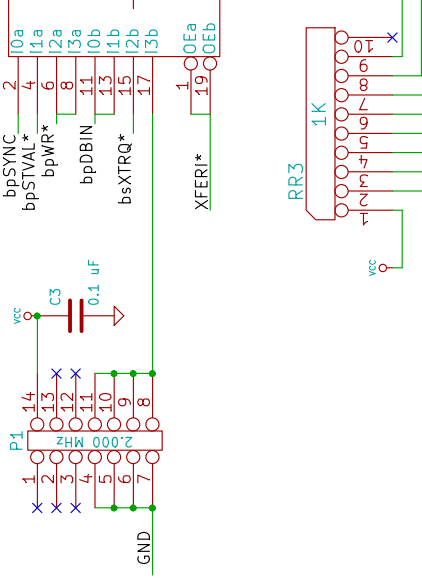 I0a
I1a
I2a
I3a
I0b
I1b
I2b
I3b
OEa
OEb
2
4
6
8
11
13
15
17
1
19
bpSYNC
bpSTVAL*
bpWR*
bpDBIN
bsXTRQ*
XFERI*
RR3
1K
10
9
8
7
6
5
4
3
2
1
vcc
vcc
C3
0.1 uF
P1
2.000 MHz
14
13
12
11
10
9
8
1
2
3
4
5
6
7
GND